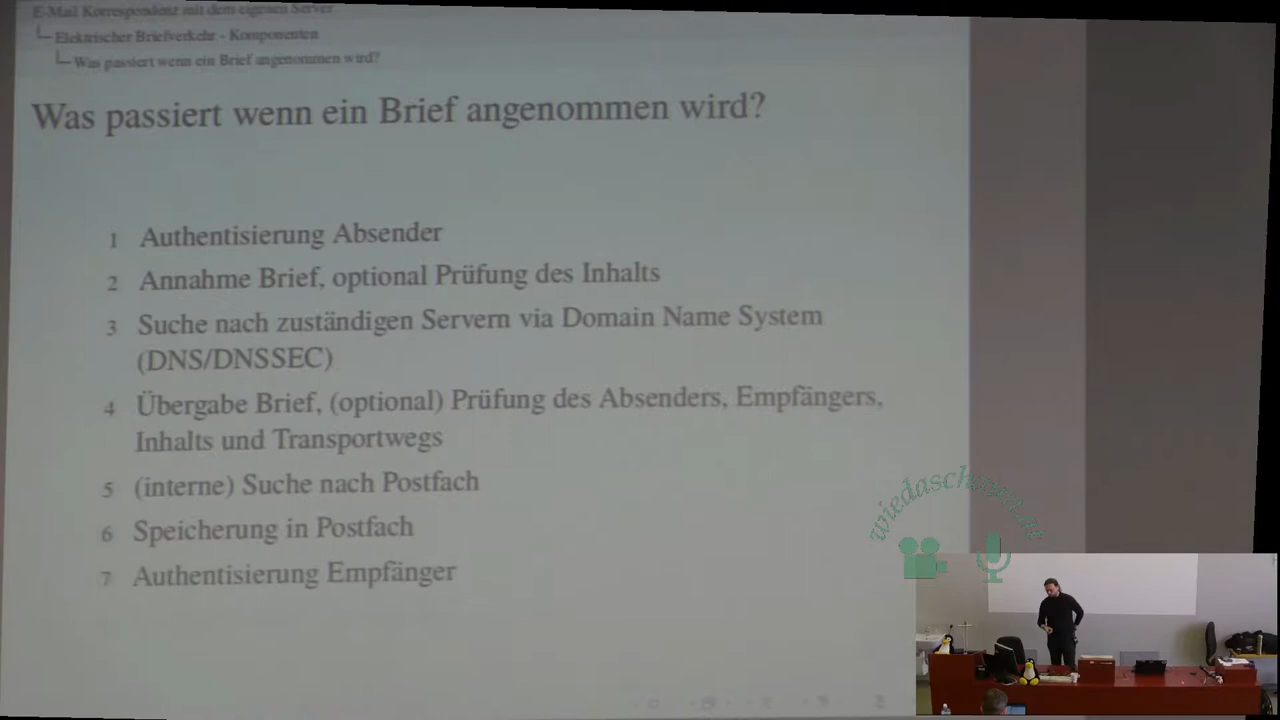 E-Mail Korrespondenz mit dem eigenen Server
Elektrischer Briefverkehr - Komponenten
Was passiert wenn ein Brief angenommen wird?
Was passiert wenn ein Brief angenommen wird?
1 Authentisierung Absender
2 Annahme Brief, optional Prüfung des Inhalts
3 Suche nach zuständigen Servern via Domain Name System
(DNS/DNSSEC)
4 Übergabe Brief, (optional) Prüfung des Absenders, Empfängers,
Inhalts und Transportwegs
5 (interne) Suche nach Postfach
6 Speicherung in Postfach
7 Authentisierung Empfänger
wiedaschauen.at